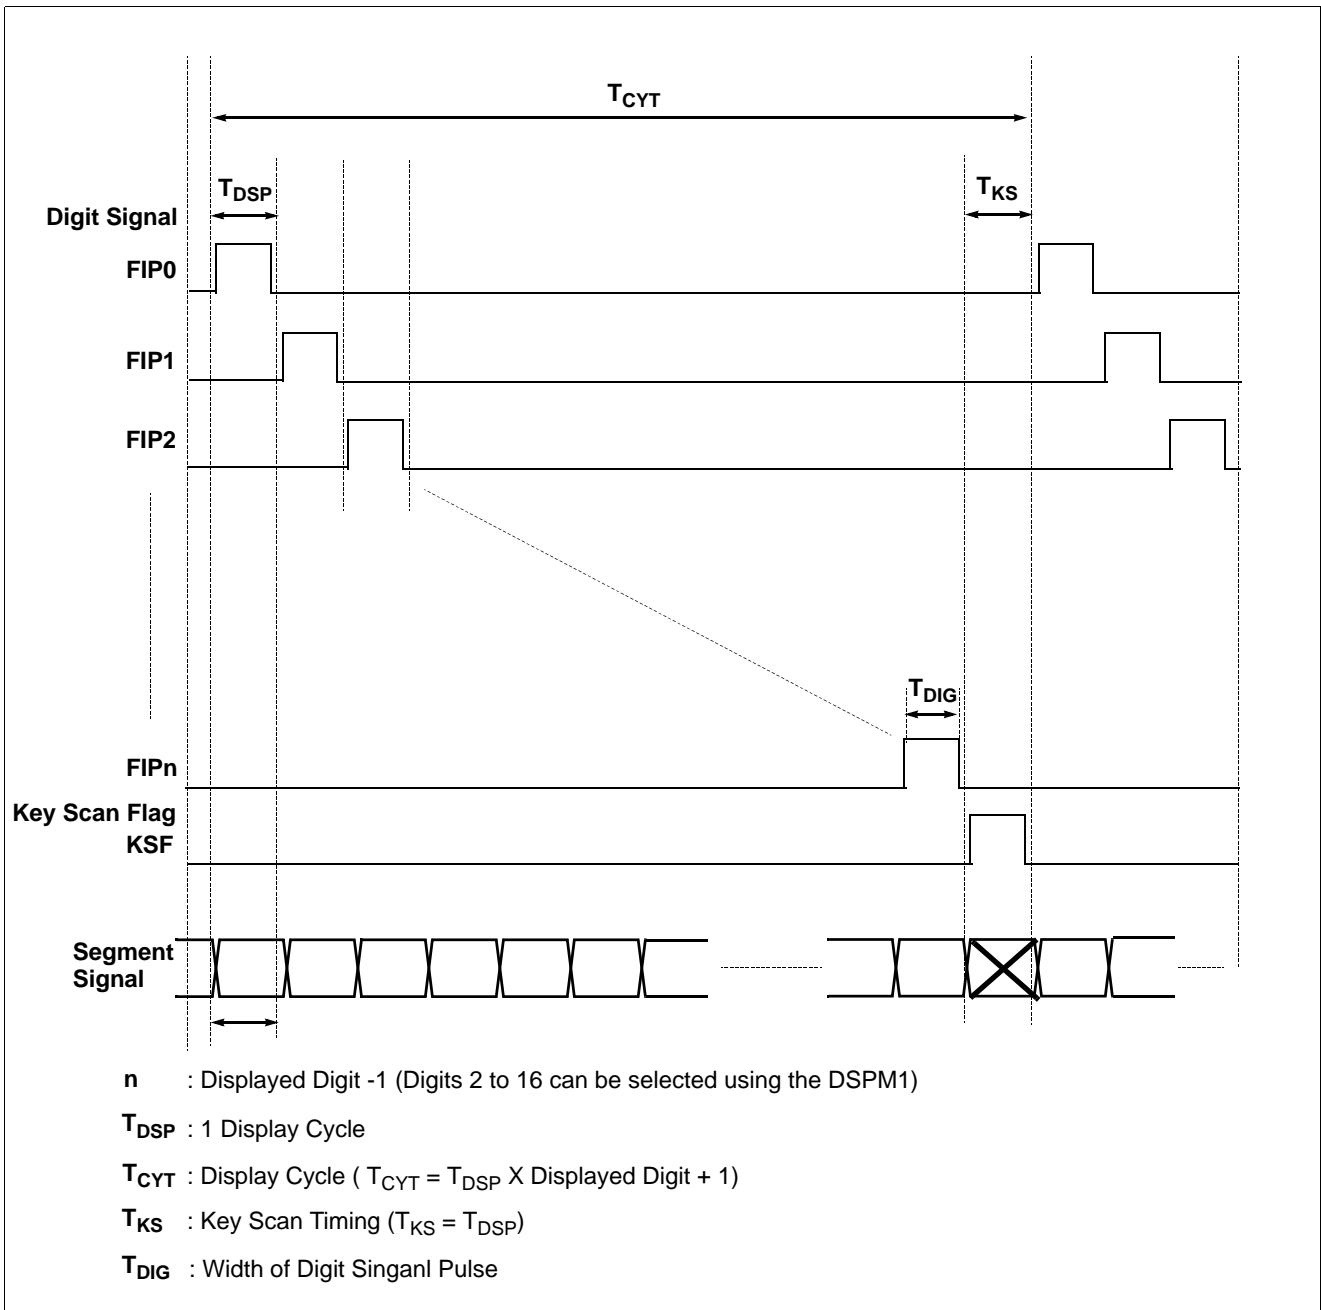 TCYT
TDSP
TKS
Digit Signal
FIP0
FIP1
FIP2
TDIG
FIPn
Key Scan Flag
KSF
Segment
Signal
n : Displayed Digit -1 (Digits 2 to 16 can be selected using the DSPM1)
TDSP : 1 Display Cycle
TCYT : Display Cycle ( TCYT = TDSP X Displayed Digit + 1)
TKS : Key Scan Timing (TKS = TDSP)
TDIG : Width of Digit Singanl Pulse